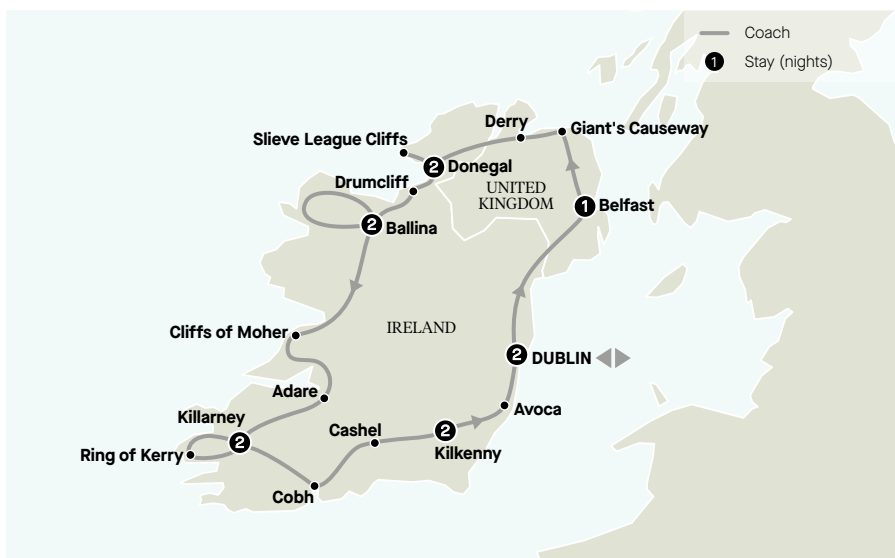 Coach
1 Stay (nights)
Derry
Giant's Causeway
Slieve League Cliffs
2 Donegal
Drumcliff
UNITED
KINGDOM
1 Belfast
2 Ballina
Cliffs of Moher
IRELAND
2 DUBLIN
Adare
Avoca
Killarney
2
Cashel
2
Kilkenny
Ring of Kerry
Cobh